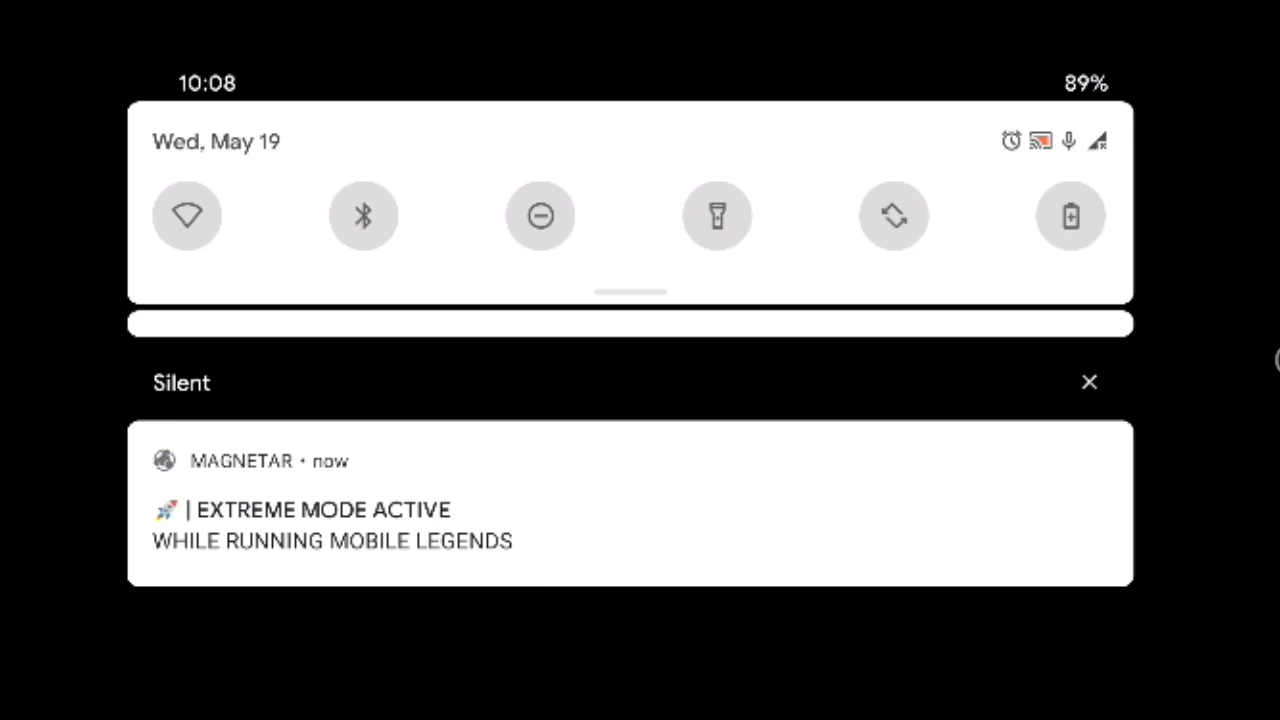 10:08 89%
Wed, May 19
Silent
MAGNETAR • now
🚀 | EXTREME MODE ACTIVE
WHILE RUNNING MOBILE LEGENDS